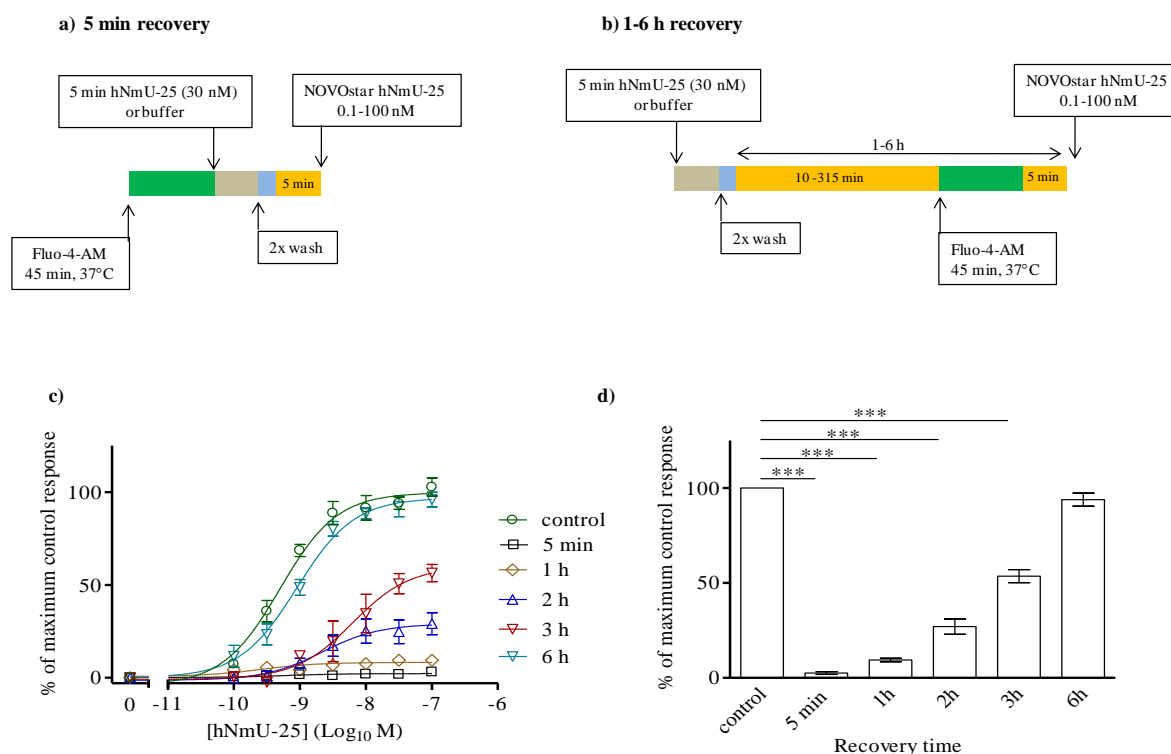 a) 5 min recovery
5 min hNmU-25 (30 nM)
or buffer
NOVOstar hNmU-25
0.1-100 nM
5 min
Fluo-4-AM
45 min, 37°C
2x wash
b) 1-6 h recovery
5 min hNmU-25 (30 nM)
or buffer
NOVOstar hNmU-25
0.1-100 nM
1-6 h
10 -315 min
5 min
2x wash
Fluo-4-AM
45 min, 37°C
c)
% of maximum control response
100
50
0
0
-11
-10
-9
-8
-7
-6
[hNmU-25] (Log10 M)
control
5 min
1 h
2 h
3 h
6 h
d)
% of maximum control response
100
50
0
***
***
***
***
control
5 min
1h
2h
3h
6h
Recovery time